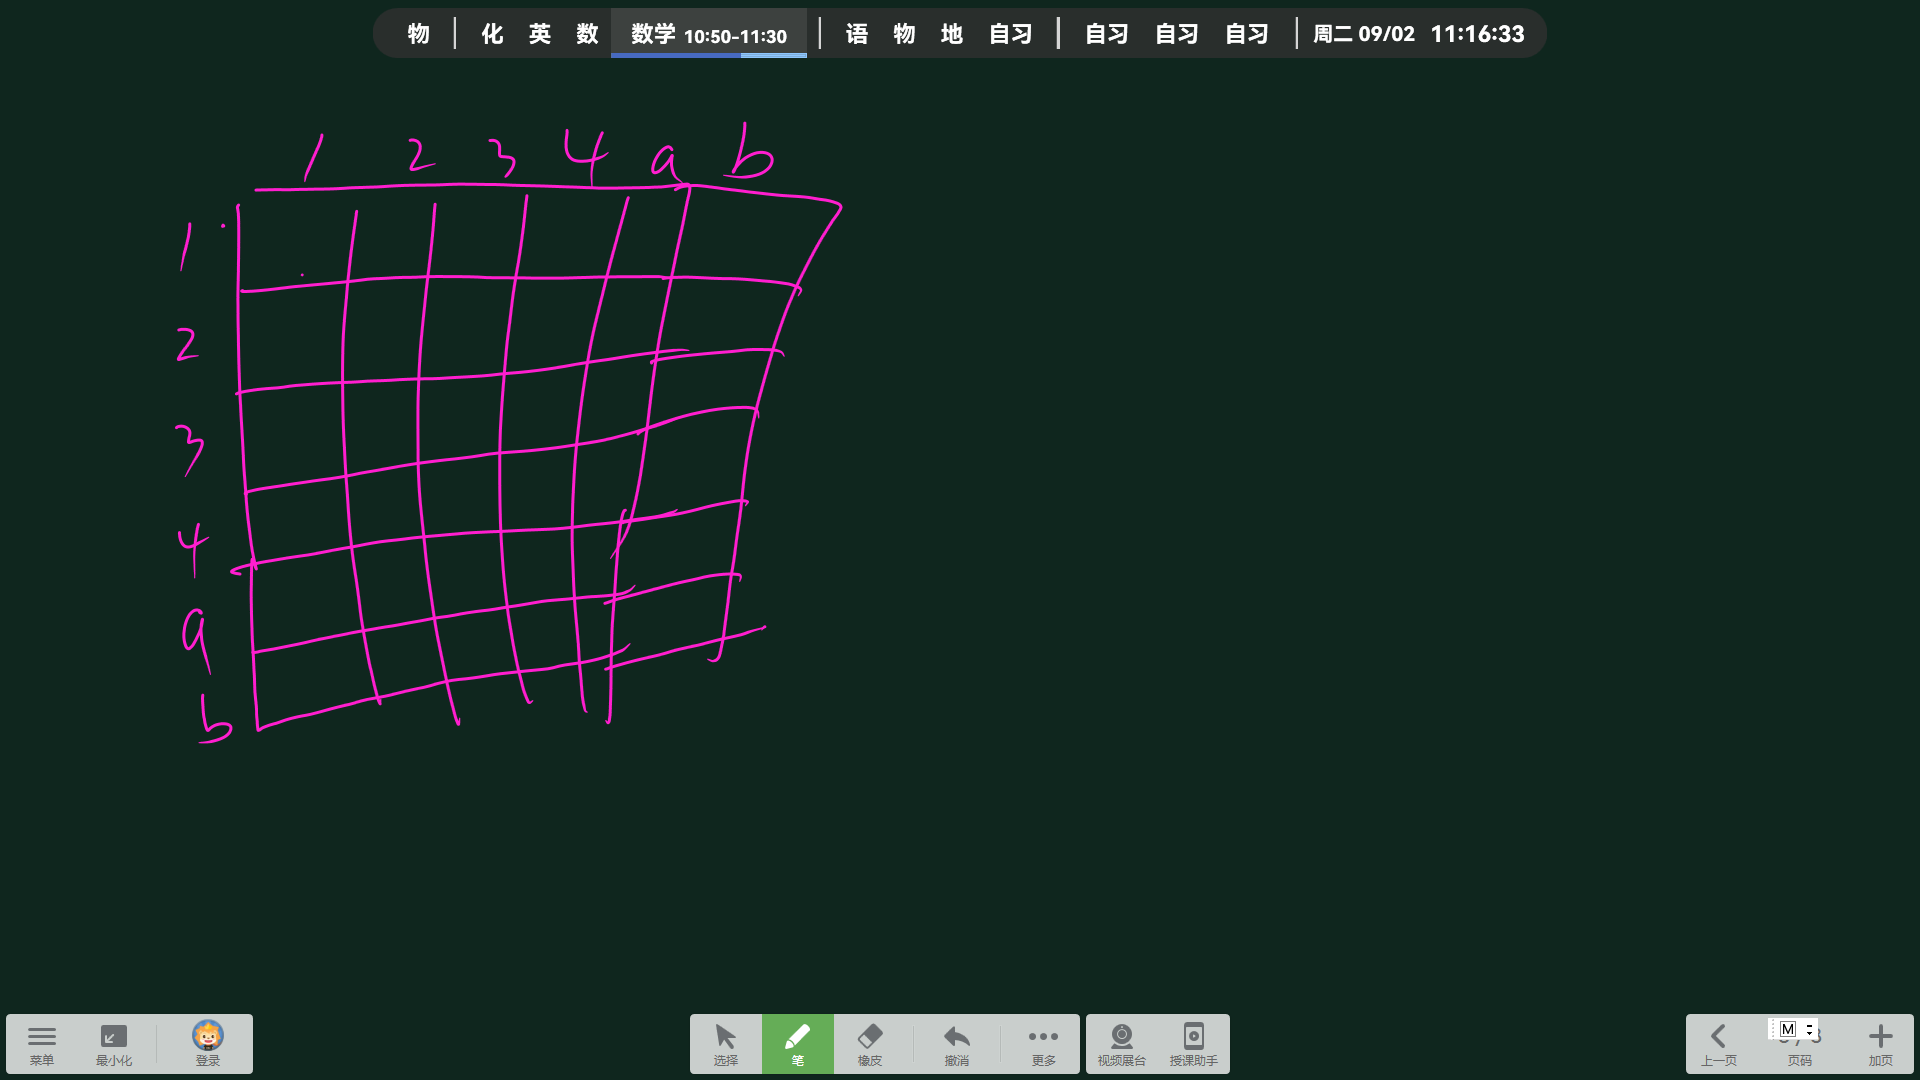 物 | 化 英 数 数学 10:50-11:30 | 语 物 地 自习 | 自习 自习 自习 | 周二 09/02 11:16:33
1 2 3 4 a b
1
2
3
4
a
b
菜单 最小化 登录 选择 笔 橡皮 撤消 更多 视频展台 授课助手 上一页 M 页码 加页